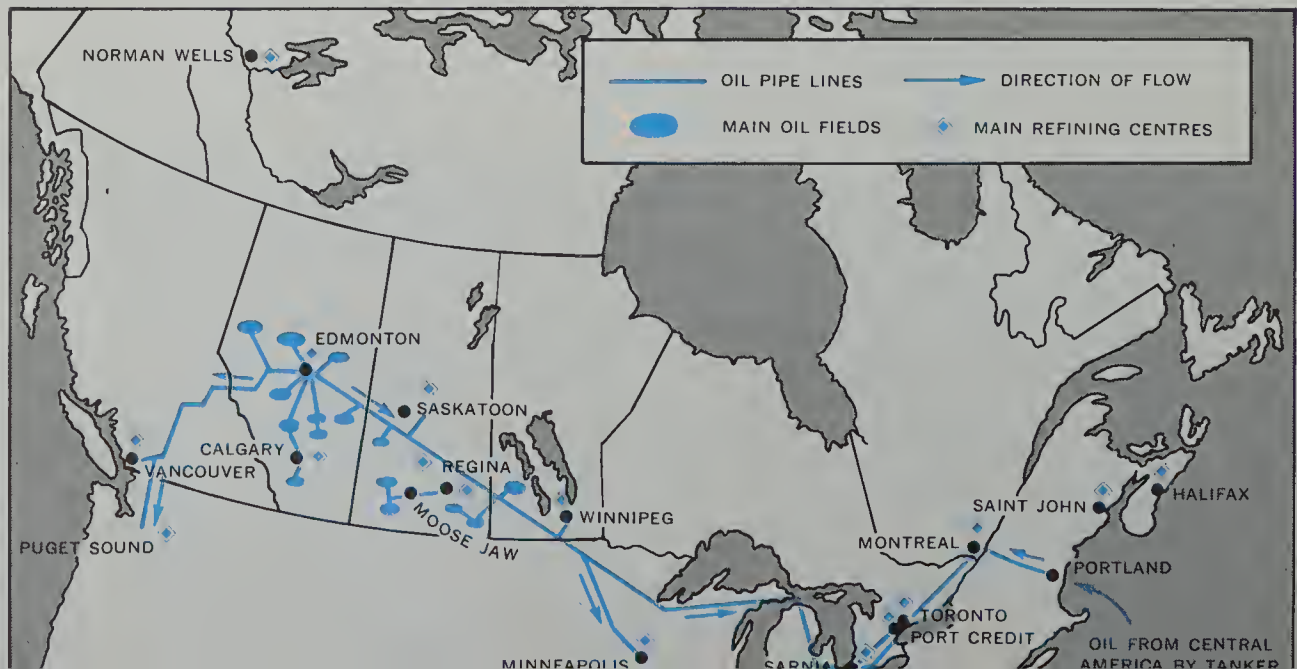 NORMAN WELLS
OIL PIPE LINES
DIRECTION OF FLOW
MAIN OIL FIELDS
MAIN REFINING CENTRES
EDMONTON
SASKATOON
CALGARY
REGINA
VANCOUVER
MOOSE JAW
WINNIPEG
PUGET SOUND
SAINT JOHN
HALIFAX
MONTREAL
PORTLAND
TORONTO
PORT CREDIT
MINNEAPOLIS
SARNIA
OIL FROM CENTRAL
AMERICA BY TANKER